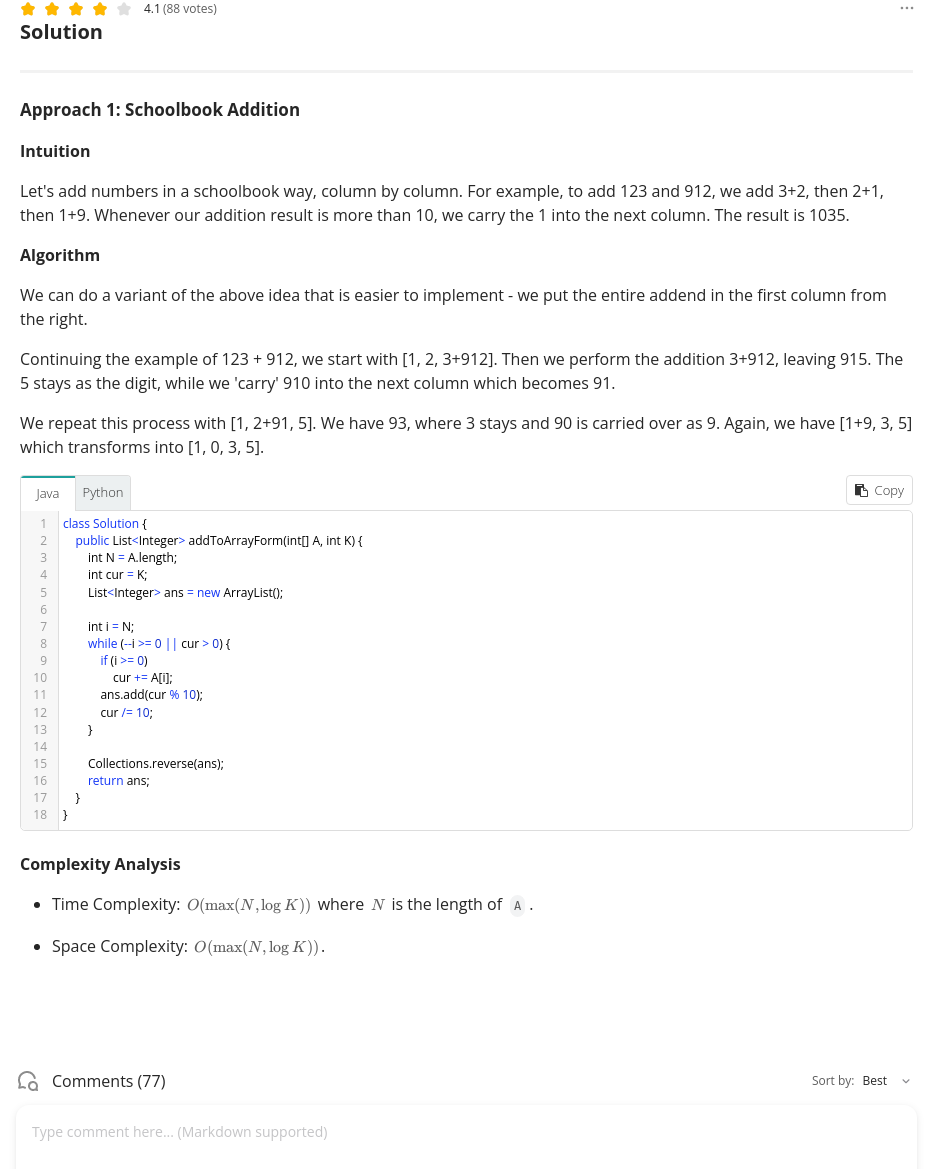 4.1 (88 votes)
Solution
Approach 1: Schoolbook Addition
Intuition
Let's add numbers in a schoolbook way, column by column. For example, to add 123 and 912, we add 3+2, then 2+1,
then 1+9. Whenever our addition result is more than 10, we carry the 1 into the next column. The result is 1035.
Algorithm
We can do a variant of the above idea that is easier to implement - we put the entire addend in the first column from
the right.
Continuing the example of 123 + 912, we start with [1, 2, 3+912]. Then we perform the addition 3+912, leaving 915. The
5 stays as the digit, while we 'carry' 910 into the next column which becomes 91.
We repeat this process with [1, 2+91, 5]. We have 93, where 3 stays and 90 is carried over as 9. Again, we have [1+9, 3, 5]
which transforms into [1, 0, 3, 5].
Java Python Copy
1 class Solution {
2 public List<Integer> addToArrayForm(int[] A, int K) {
3 int N = A.length;
4 int cur = K;
5 List<Integer> ans = new ArrayList();
6
7 int i = N;
8 while (--i >= 0 || cur > 0) {
9 if (i >= 0)
10 cur += A[i];
11 ans.add(cur % 10);
12 cur /= 10;
13 }
14
15 Collections.reverse(ans);
16 return ans;
17 }
18 }
Complexity Analysis
• Time Complexity: O(max(N, log K)) where N is the length of A .
• Space Complexity: O(max(N, log K)).
Comments (77) Sort by: Best
Type comment here... (Markdown supported)